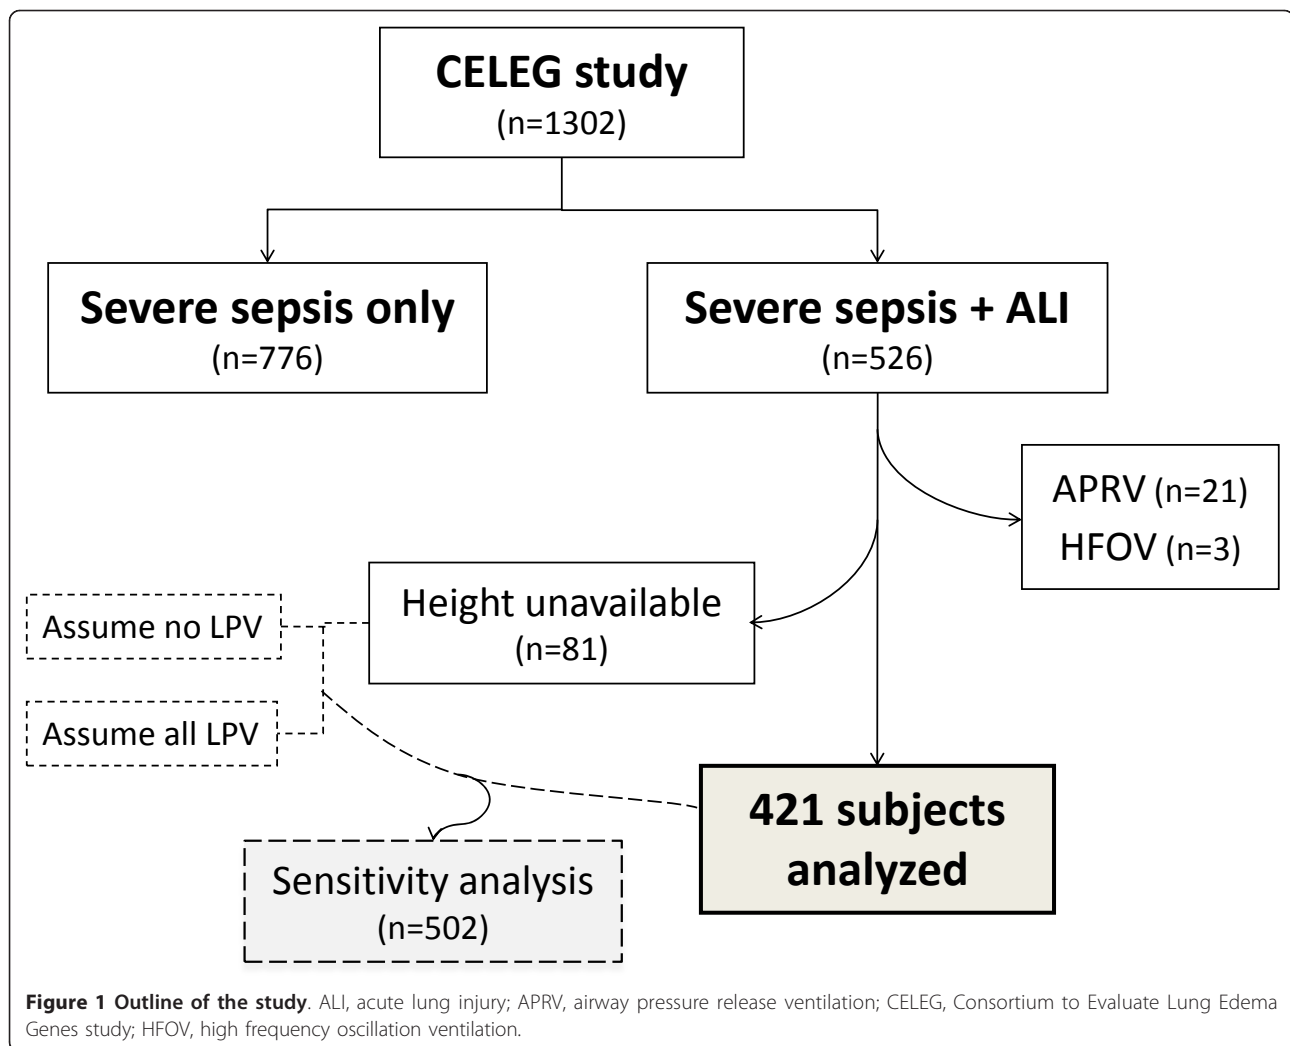 CELEG study
(n=1302)
Severe sepsis only
(n=776)
Severe sepsis + ALI
(n=526)
APRV (n=21)
HFOV (n=3)
Height unavailable
(n=81)
Assume no LPV
Assume all LPV
421 subjects
analyzed
Sensitivity analysis
(n=502)
Figure 1 Outline of the study. ALI, acute lung injury; APRV, airway pressure release ventilation; CELEG, Consortium to Evaluate Lung Edema
Genes study; HFOV, high frequency oscillation ventilation.